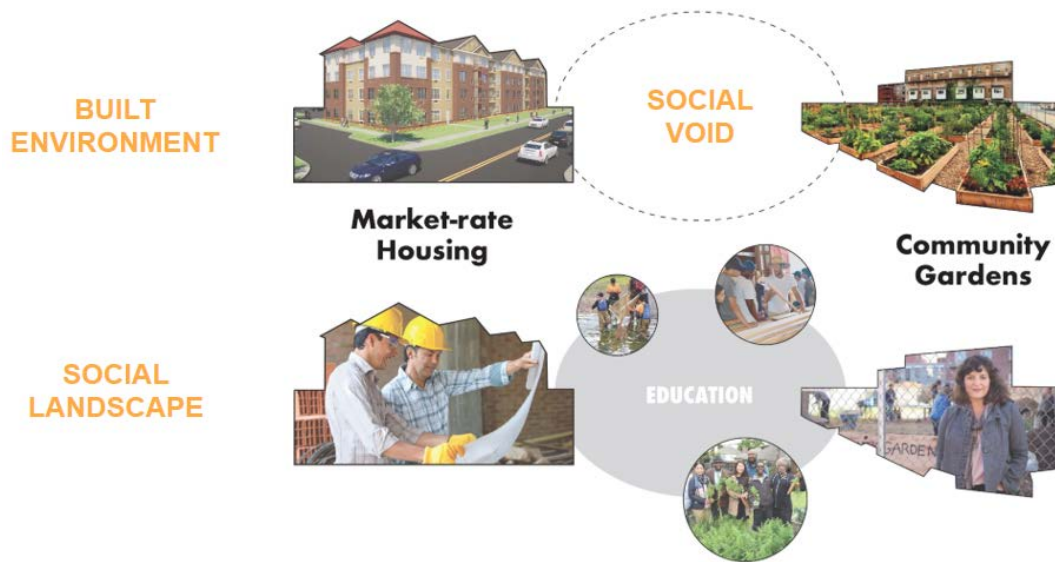 BUILT
ENVIRONMENT
SOCIAL
VOID
Market-rate
Housing
Community
Gardens
SOCIAL
LANDSCAPE
EDUCATION
GARDEN